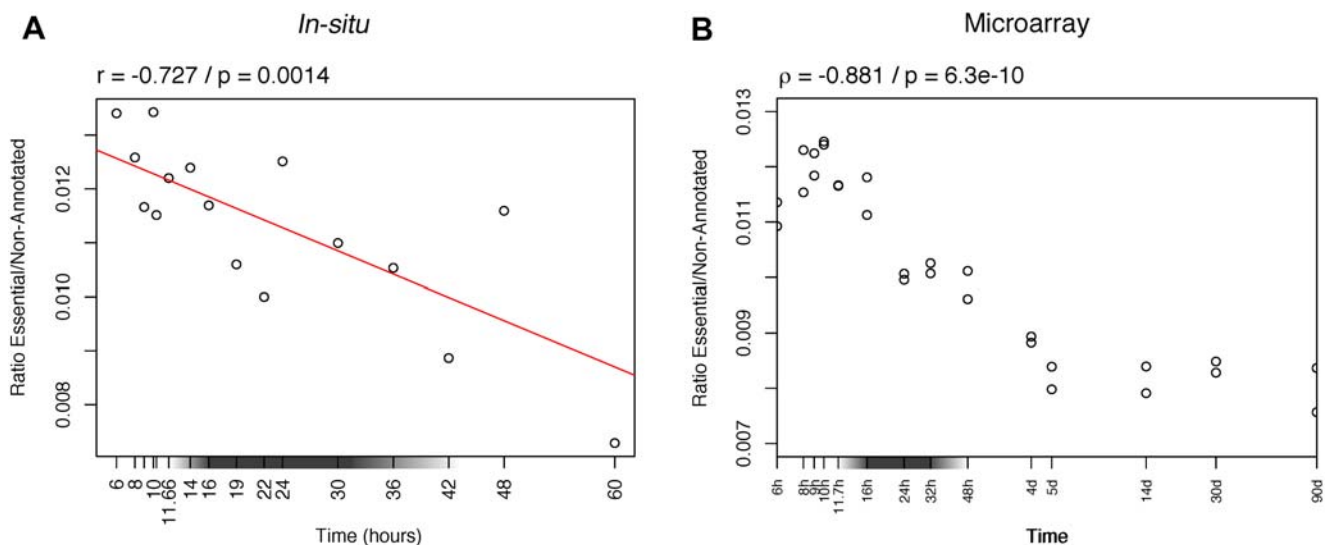 A
In-situ
r = -0.727 / p = 0.0014
Ratio Essential/Non-Annotated
0.012
0.010
0.008
6
8
10
11.66
14
16
19
22
24
30
36
42
48
60
Time (hours)
B
Microarray
ρ = -0.881 / p = 6.3e-10
Ratio Essential/Non-Annotated
0.013
0.011
0.009
0.007
6h
8h
9h
10h
11.7h
16h
24h
32h
48h
4d
5d
14d
30d
90d
Time